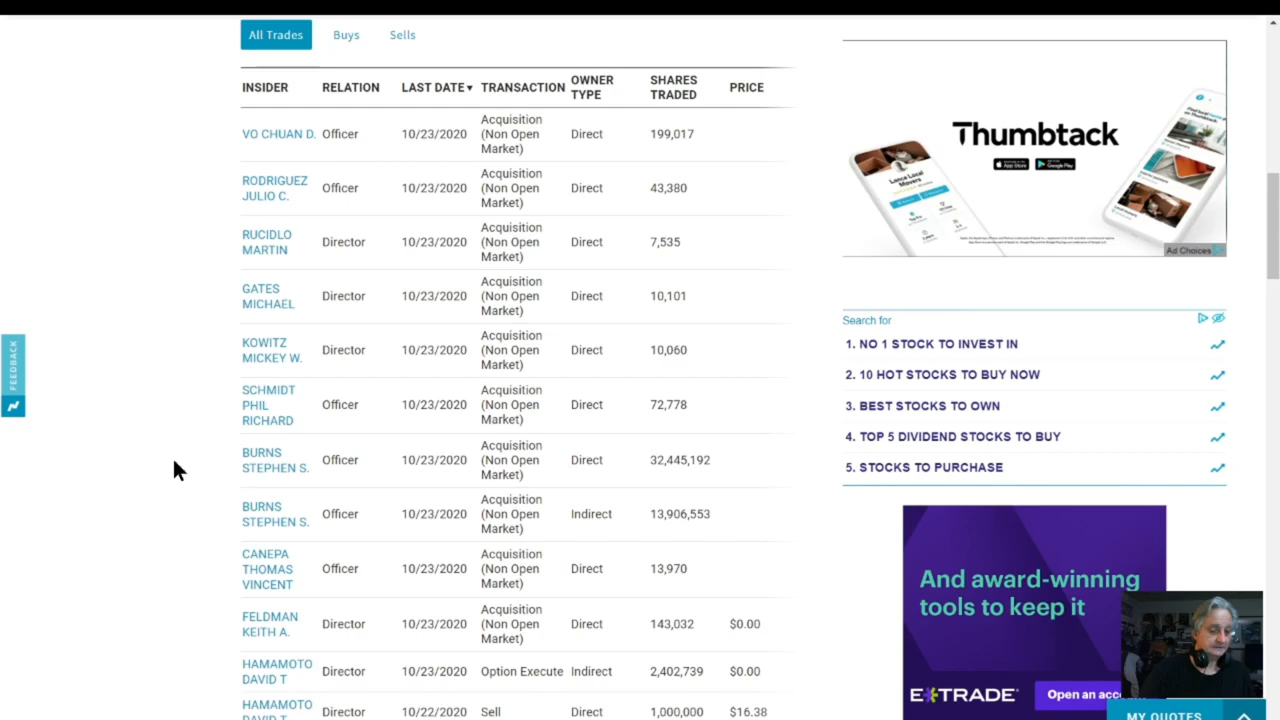 All Trades Buys Sells
INSIDER RELATION LAST DATE▼ TRANSACTION OWNER TYPE SHARES TRADED PRICE
VO CHUAN D. Officer 10/23/2020 Acquisition (Non Open Market) Direct 199,017
RODRIGUEZ JULIO C. Officer 10/23/2020 Acquisition (Non Open Market) Direct 43,380
RUCIDLO MARTIN Director 10/23/2020 Acquisition (Non Open Market) Direct 7,535
GATES MICHAEL Director 10/23/2020 Acquisition (Non Open Market) Direct 10,101
KOWITZ MICKEY W. Director 10/23/2020 Acquisition (Non Open Market) Direct 10,060
SCHMIDT PHIL RICHARD Officer 10/23/2020 Acquisition (Non Open Market) Direct 72,778
BURNS STEPHEN S. Officer 10/23/2020 Acquisition (Non Open Market) Direct 32,445,192
BURNS STEPHEN S. Officer 10/23/2020 Acquisition (Non Open Market) Indirect 13,906,553
CANEPA THOMAS VINCENT Officer 10/23/2020 Acquisition (Non Open Market) Direct 13,970
FELDMAN KEITH A. Director 10/23/2020 Acquisition (Non Open Market) Direct 143,032 $0.00
HAMAMOTO DAVID T Director 10/23/2020 Option Execute Indirect 2,402,739 $0.00
HAMAMOTO DAVID T Director 10/22/2020 Sell 1,000,000 $16.38
FEEDBACK
Thumbtack
App Store Google Play
Lance Local Movers
Ad Choices
Search for
1. NO 1 STOCK TO INVEST IN
2. 10 HOT STOCKS TO BUY NOW
3. BEST STOCKS TO OWN
4. TOP 5 DIVIDEND STOCKS TO BUY
5. STOCKS TO PURCHASE
And award-winning
tools to keep it
E*TRADE
Open an
MY QUOTES